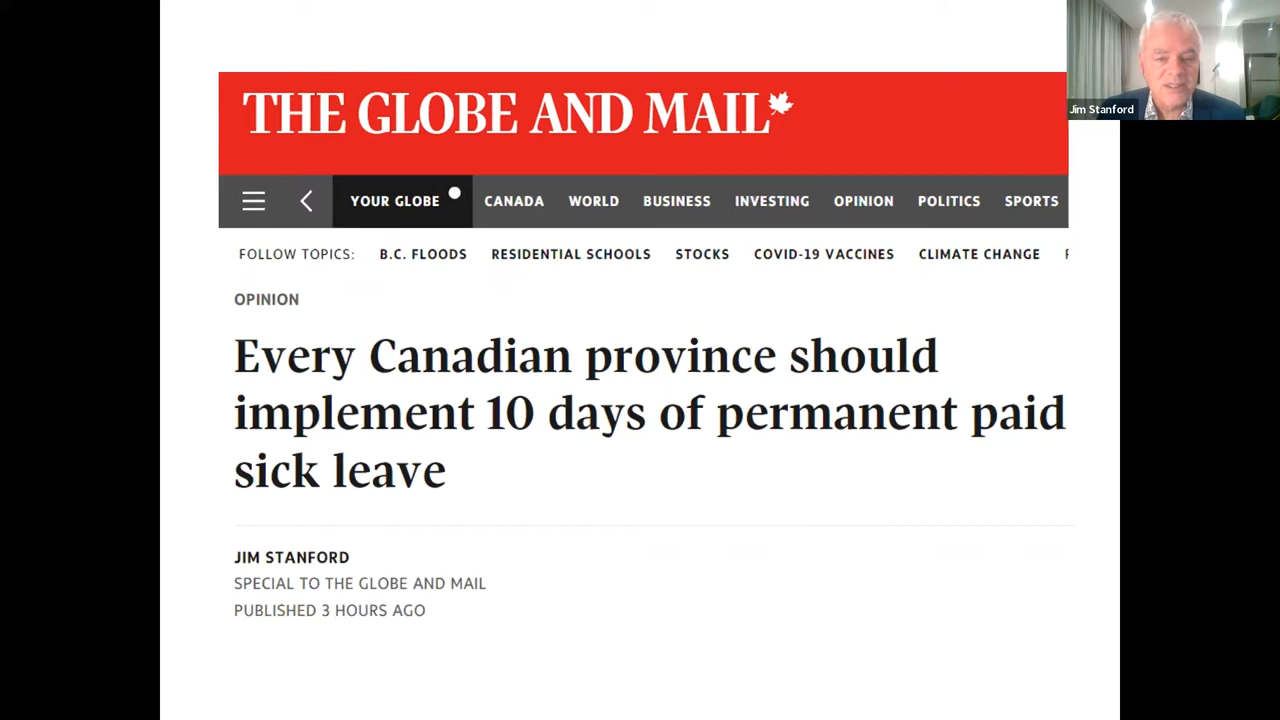 THE GLOBE AND MAIL
Jim Stanford
YOUR GLOBE CANADA WORLD BUSINESS INVESTING OPINION POLITICS SPORTS
FOLLOW TOPICS: B.C. FLOODS RESIDENTIAL SCHOOLS STOCKS COVID-19 VACCINES CLIMATE CHANGE
OPINION
Every Canadian province should
implement 10 days of permanent paid
sick leave
JIM STANFORD
SPECIAL TO THE GLOBE AND MAIL
PUBLISHED 3 HOURS AGO